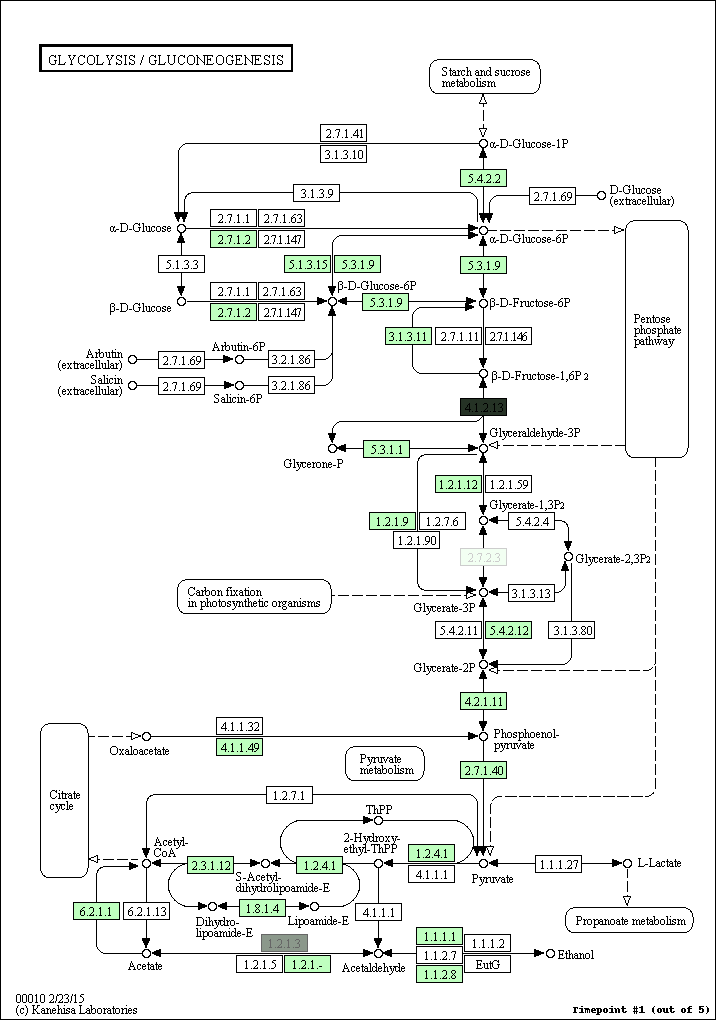 GLYCOLYSIS / GLUCONEOGENESIS
Starch and sucrose
metabolism
2.7.1.41
3.1.3.10
α-D-Glucose-1P
5.4.2.2
3.1.3.9
2.7.1.69
D-Glucose
(extracellular)
α-D-Glucose
2.7.1.1
2.7.1.63
2.7.1.2
2.7.1.147
α-D-Glucose-6P
5.1.3.3
5.1.3.15
5.3.1.9
5.3.1.9
β-D-Glucose
2.7.1.1
2.7.1.63
2.7.1.2
2.7.1.147
β-D-Glucose-6P
5.3.1.9
β-D-Fructose-6P
Pentose
phosphate
pathway
3.1.3.11
2.7.1.11
2.7.1.146
Arbutin
(extracellular)
2.7.1.69
Arbutin-6P
3.2.1.86
Salicin
(extracellular)
2.7.1.69
Salicin-6P
3.2.1.86
β-D-Fructose-1,6P2
4.1.2.13
Glyceraldehyde-3P
Glycerone-P
5.3.1.1
1.2.1.12
1.2.1.59
Glycerate-1,3P2
1.2.1.9
1.2.7.6
1.2.1.90
5.4.2.4
2.7.2.3
Glycerate-2,3P2
Carbon fixation
in photosynthetic organisms
3.1.3.13
Glycerate-3P
5.4.2.11
5.4.2.12
3.1.3.80
Glycerate-2P
4.2.1.11
Oxaloacetate
4.1.1.32
4.1.1.49
Phosphoenol-
pyruvate
Pyruvate
metabolism
2.7.1.40
Citrate
cycle
1.2.7.1
ThPP
Acetyl-
CoA
2-Hydroxy-
ethyl-ThPP
2.3.1.12
S-Acetyl-
dihydrolipoamide-E
1.2.4.1
1.2.4.1
4.1.1.1
Pyruvate
1.1.1.27
L-Lactate
6.2.1.1
6.2.1.13
Dihydro-
lipoamide-E
1.8.1.4
Lipoamide-E
4.1.1.1
Propanoate metabolism
1.2.1.3
1.2.1.5
1.2.1.-
Acetate
Acetaldehyde
1.1.1.1
1.1.1.2
1.1.2.7
EutG
1.1.2.8
Ethanol
00010 2/23/15
(c) Kanehisa Laboratories
Timepoint #1 (out of 5)